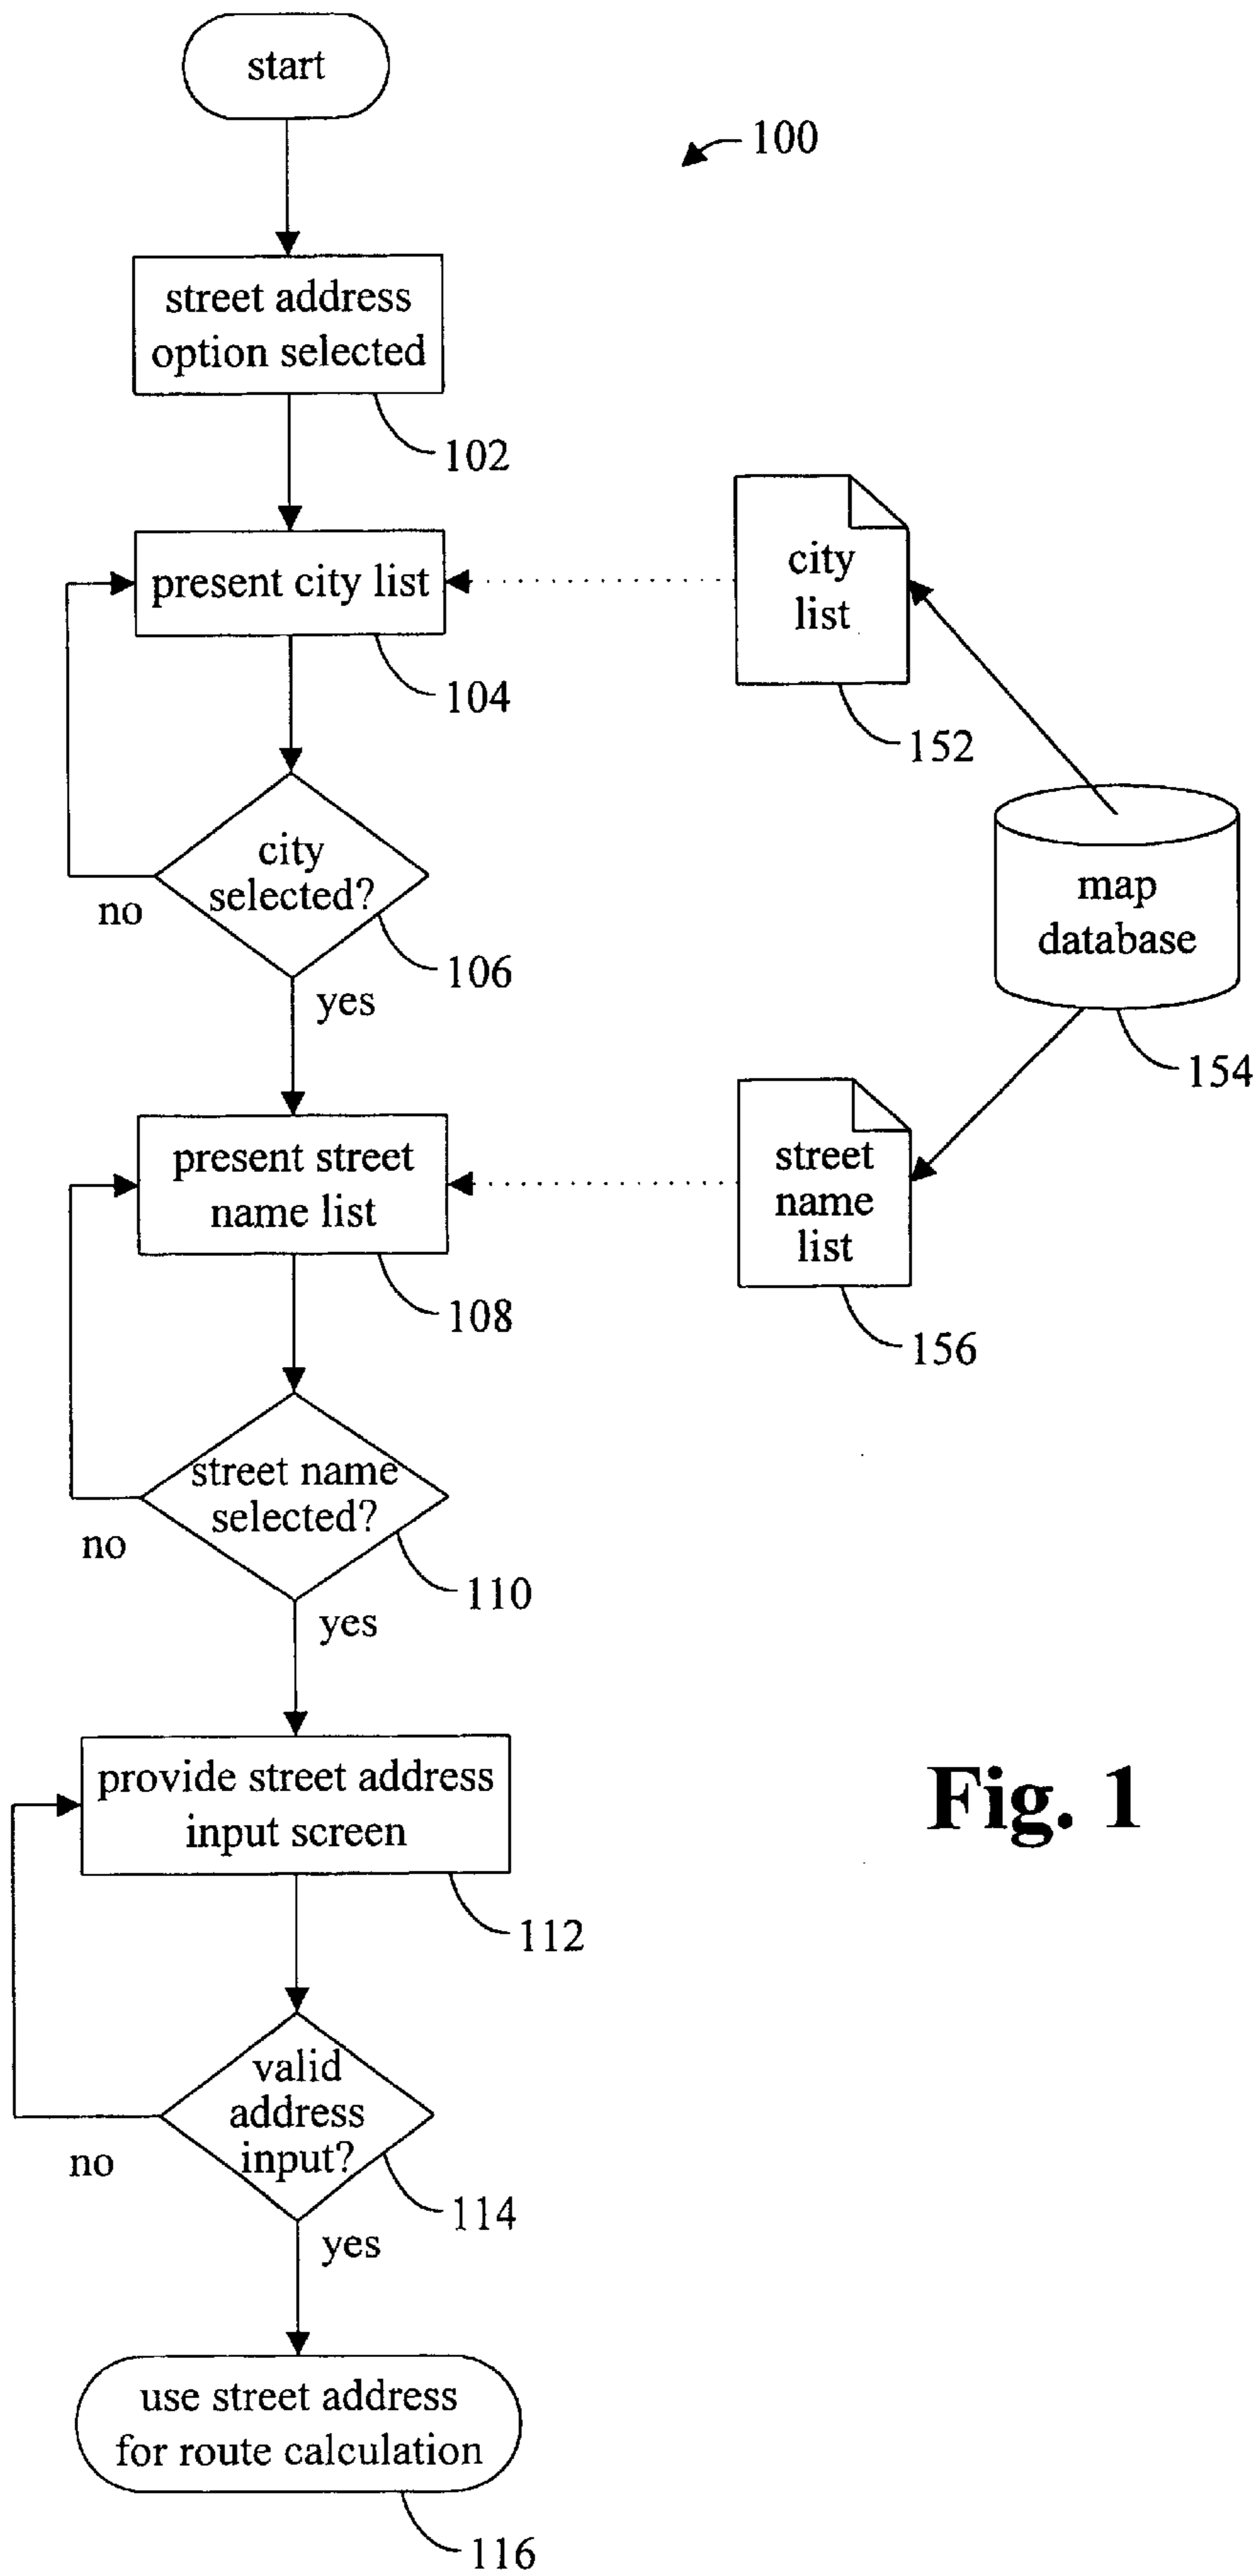 start
100
street address
option selected
102
present city list
104
city
list
152
city
selected?
no
106
yes
map
database
154
present street
name list
108
street
name
list
156
street name
selected?
no
110
yes
provide street address
input screen
112
Fig. 1
valid
address
input?
no
114
yes
use street address
for route calculation
116